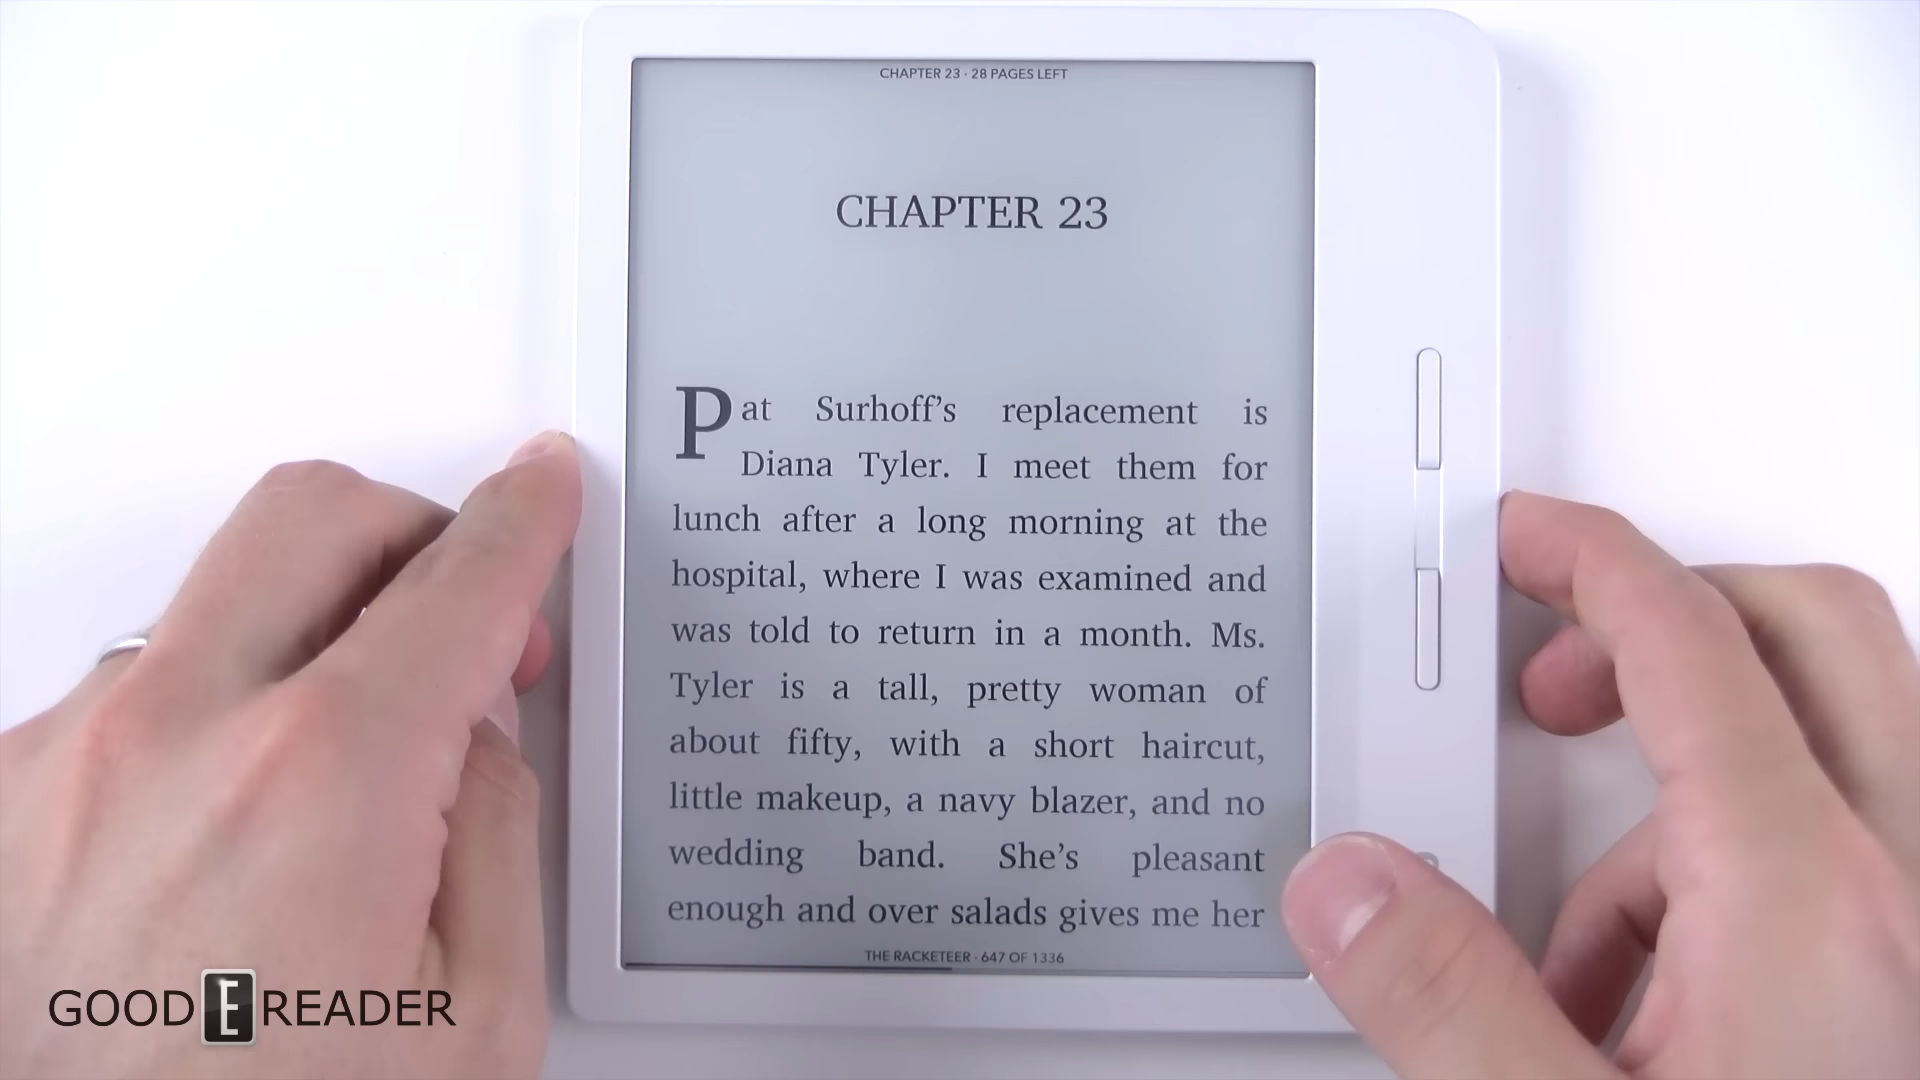 CHAPTER 23 · 28 PAGES LEFT
CHAPTER 23
Pat Surhoff’s replacement is
Diana Tyler. I meet them for
lunch after a long morning at the
hospital, where I was examined and
was told to return in a month. Ms.
Tyler is a tall, pretty woman of
about fifty, with a short haircut,
little makeup, a navy blazer, and no
wedding band. She’s pleasant
enough and over salads gives me her
THE RACKETEER · 647 OF 1336
GOOD E READER